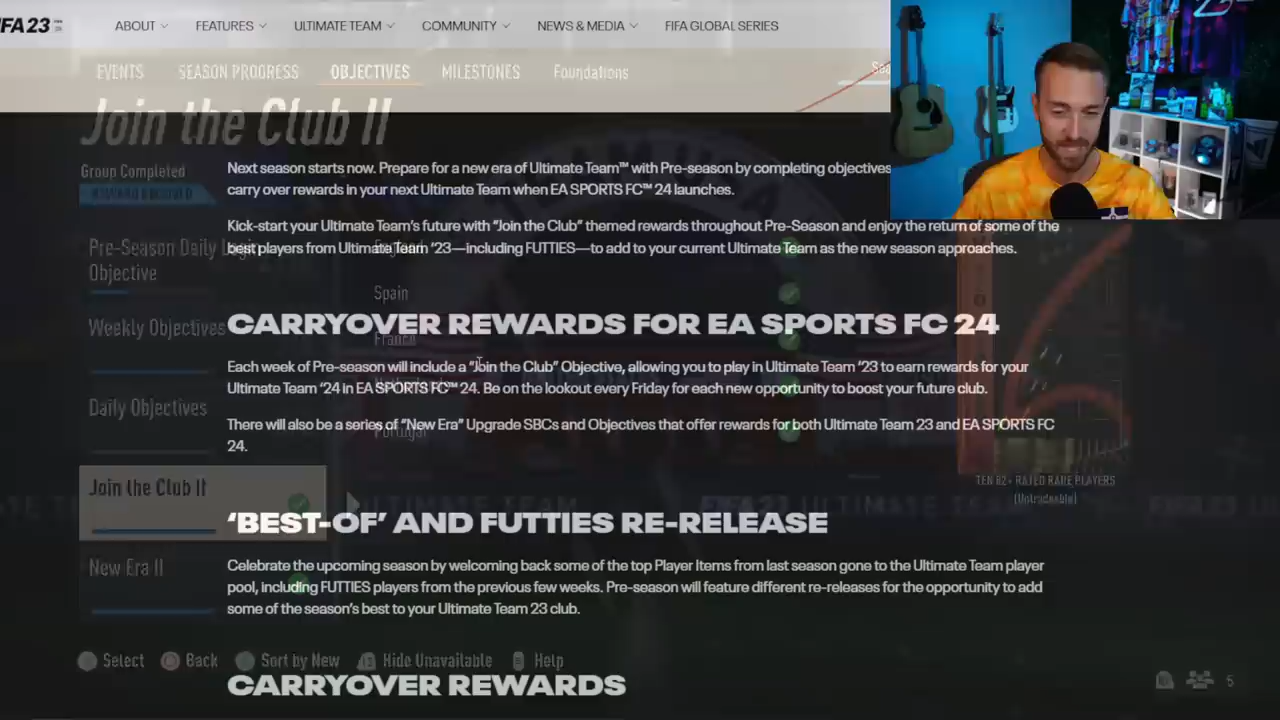 FIFA 23
ABOUT
FEATURES
ULTIMATE TEAM
COMMUNITY
NEWS & MEDIA
FIFA GLOBAL SERIES
EVENTS
SEASON PROGRESS
OBJECTIVES
MILESTONES
Foundations
Sea
Join the Club II
Group Completed
Next season starts now. Prepare for a new era of Ultimate Team™ with Pre-season by completing objectives
carry over rewards in your next Ultimate Team when EA SPORTS FC™ 24 launches.
Kick-start your Ultimate Team's future with “Join the Club” themed rewards throughout Pre-Season and enjoy the return of some of the
best players from Ultimate Team ‘23—including FUTTIES—to add to your current Ultimate Team as the new season approaches.
Pre-Season Daily
Objective
Spain
Weekly Objectives
CARRYOVER REWARDS FOR EA SPORTS FC 24
France
Each week of Pre-season will include a “Join the Club” Objective, allowing you to play in Ultimate Team ‘23 to earn rewards for your
Ultimate Team ‘24 in EA SPORTS FC™ 24. Be on the lookout every Friday for each new opportunity to boost your future club.
Daily Objectives
There will also be a series of “New Era” Upgrade SBCs and Objectives that offer rewards for both Ultimate Team 23 and EA SPORTS FC
24.
Portugal
Join the Club II
TEN 82+ RATED RARE PLAYERS
(Untradeable)
‘BEST-OF’ AND FUTTIES RE-RELEASE
New Era II
Celebrate the upcoming season by welcoming back some of the top Player Items from last season gone to the Ultimate Team player
pool, including FUTTIES players from the previous few weeks. Pre-season will feature different re-releases for the opportunity to add
some of the season's best to your Ultimate Team 23 club.
Select
Back
Sort by New
Hide Unavailable
Help
5
CARRYOVER REWARDS